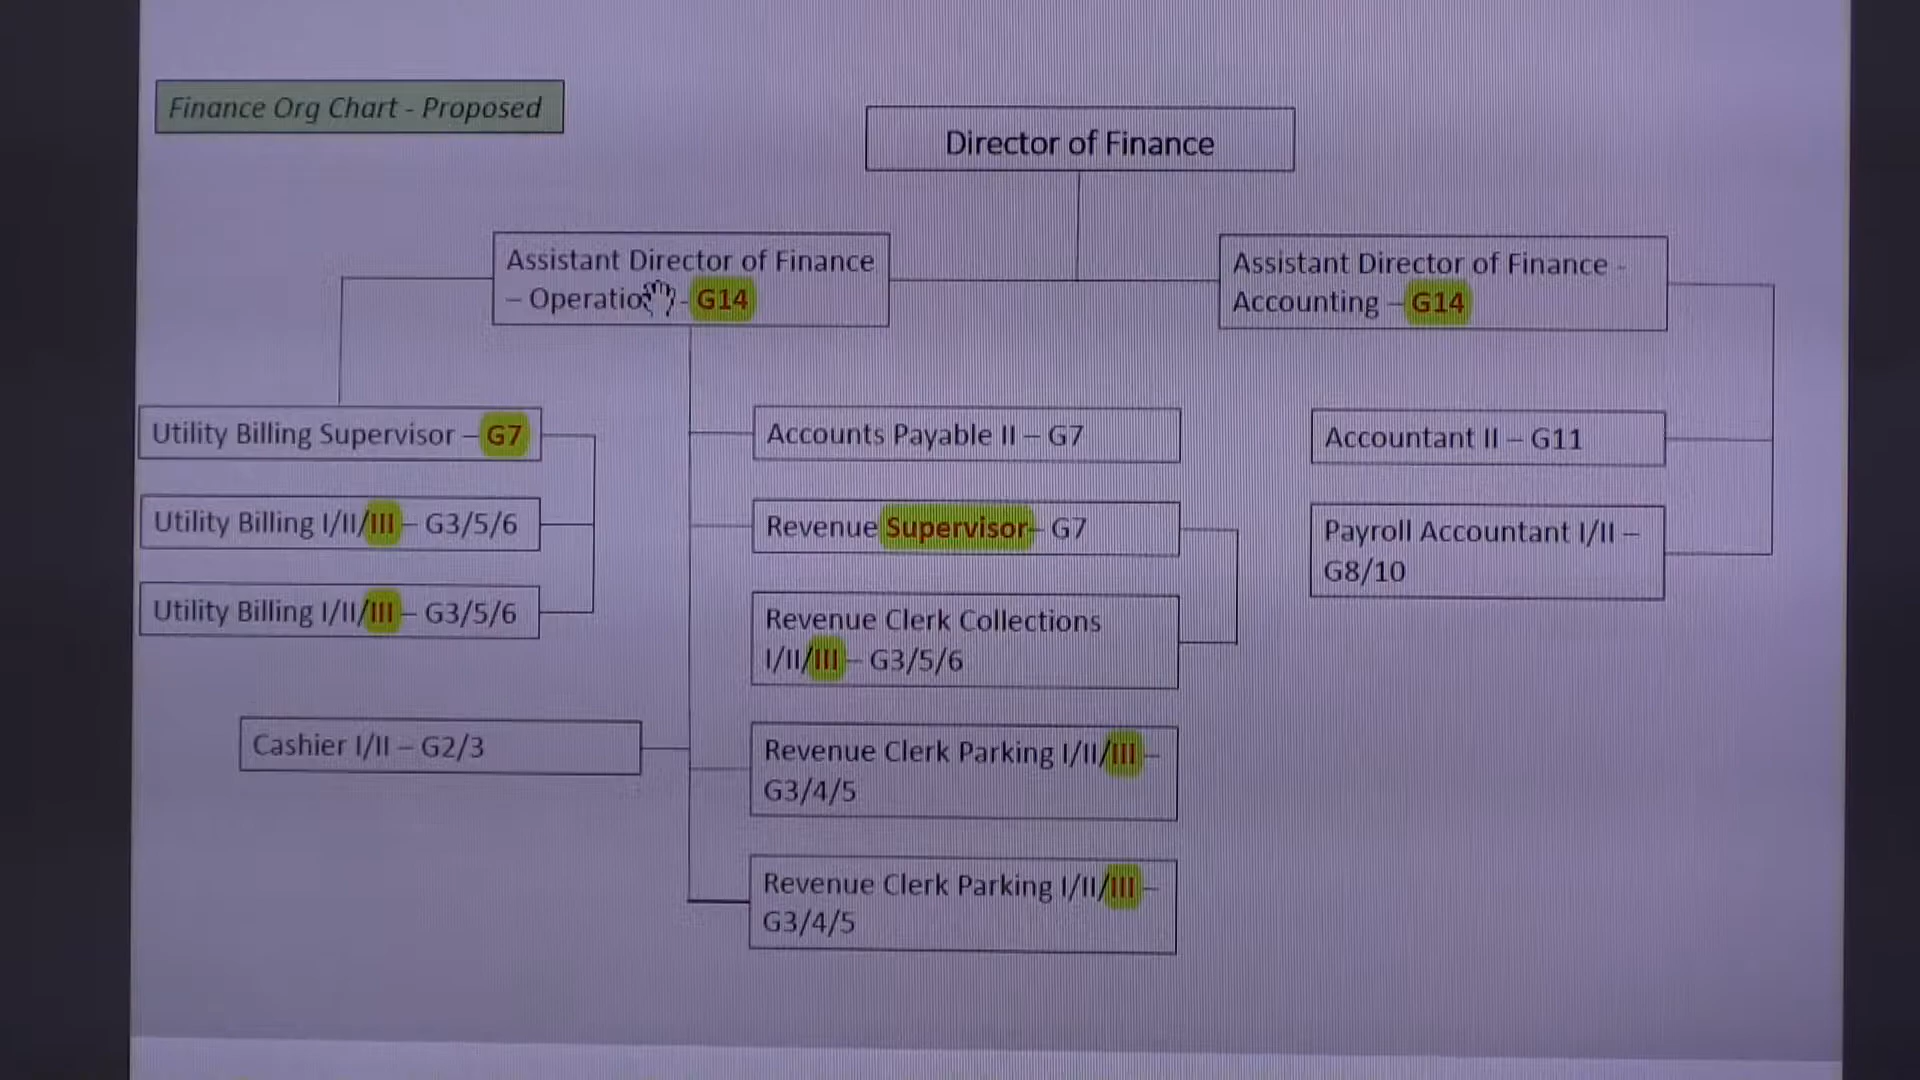 Finance Org Chart - Proposed
Director of Finance
Assistant Director of Finance
– Operatio - G14
Assistant Director of Finance -
Accounting – G14
Utility Billing Supervisor – G7
Utility Billing I/II/III – G3/5/6
Utility Billing I/II/III – G3/5/6
Cashier I/II – G2/3
Accounts Payable II – G7
Revenue Supervisor – G7
Revenue Clerk Collections
I/II/III – G3/5/6
Revenue Clerk Parking I/II/III –
G3/4/5
Revenue Clerk Parking I/II/III –
G3/4/5
Accountant II – G11
Payroll Accountant I/II –
G8/10